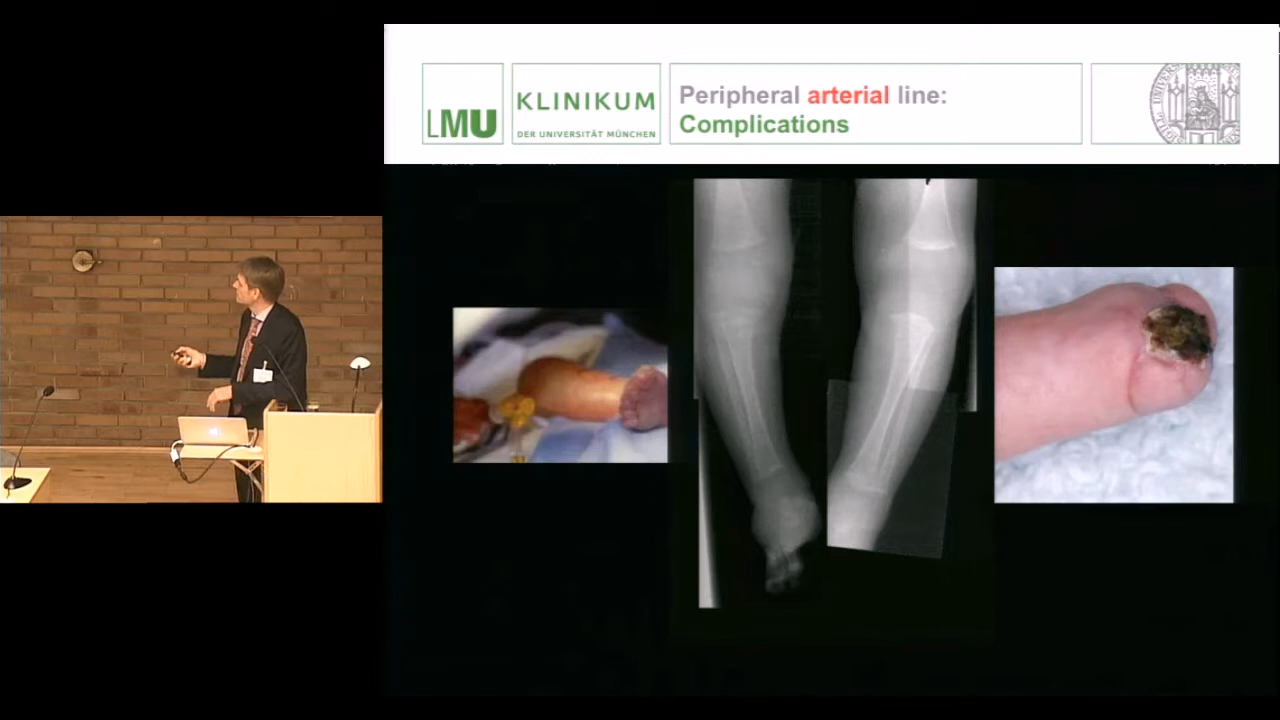 LMU
KLINIKUM
DER UNIVERSITÄT MÜNCHEN
Peripheral arterial line:
Complications